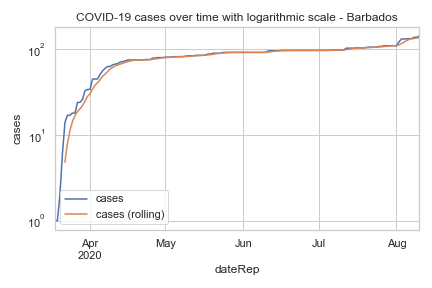 COVID-19 cases over time with logarithmic scale - Barbados
10²
10¹
10⁰
cases
cases
cases (rolling)
Apr
2020
May
Jun
Jul
Aug
dateRep